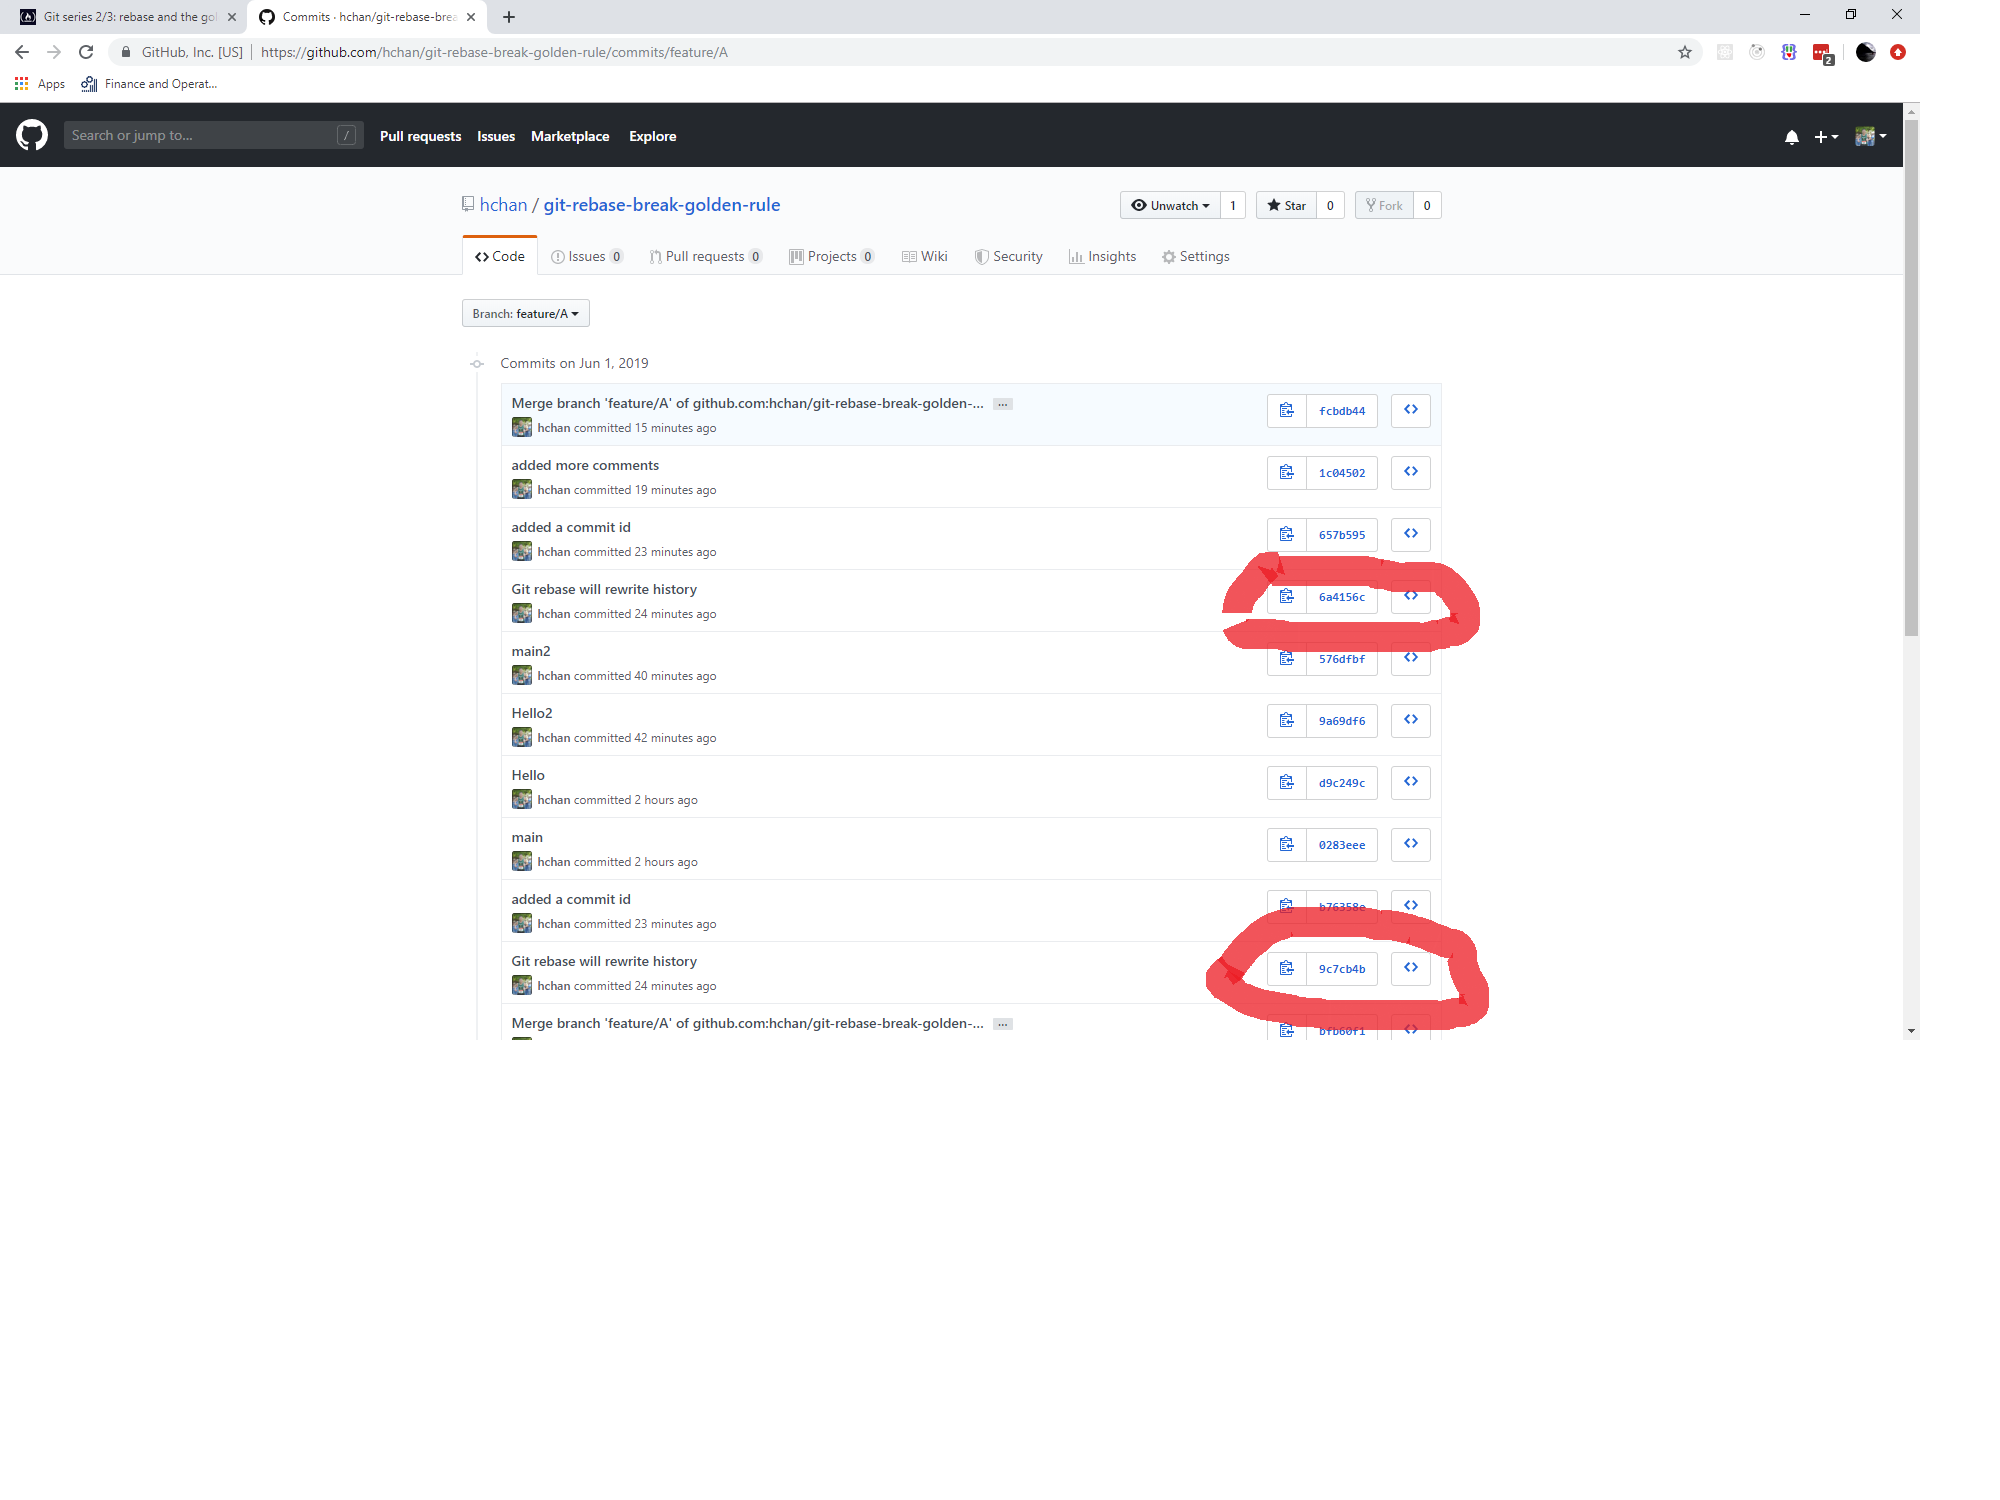 Git series 2/3: rebase and the gol
Commits · hchan/git-rebase-brea
GitHub, Inc. [US] https://github.com/hchan/git-rebase-break-golden-rule/commits/feature/A
2
Apps Finance and Operat...
Search or jump to... / Pull requests Issues Marketplace Explore
hchan / git-rebase-break-golden-rule Unwatch 1 Star 0 Fork 0
Code Issues 0 Pull requests 0 Projects 0 Wiki Security Insights Settings
Branch: feature/A
Commits on Jun 1, 2019
Merge branch 'feature/A' of github.com:hchan/git-rebase-break-golden-... ... fcbdb44
hchan committed 15 minutes ago
added more comments 1c04502
hchan committed 19 minutes ago
added a commit id 657b595
hchan committed 23 minutes ago
Git rebase will rewrite history 6a4156c
hchan committed 24 minutes ago
main2 576dfbf
hchan committed 40 minutes ago
Hello2 9a69df6
hchan committed 42 minutes ago
Hello d9c249c
hchan committed 2 hours ago
main 0283eee
hchan committed 2 hours ago
added a commit id b76358e
hchan committed 23 minutes ago
Git rebase will rewrite history 9c7cb4b
hchan committed 24 minutes ago
Merge branch 'feature/A' of github.com:hchan/git-rebase-break-golden-... ... bfb60f1